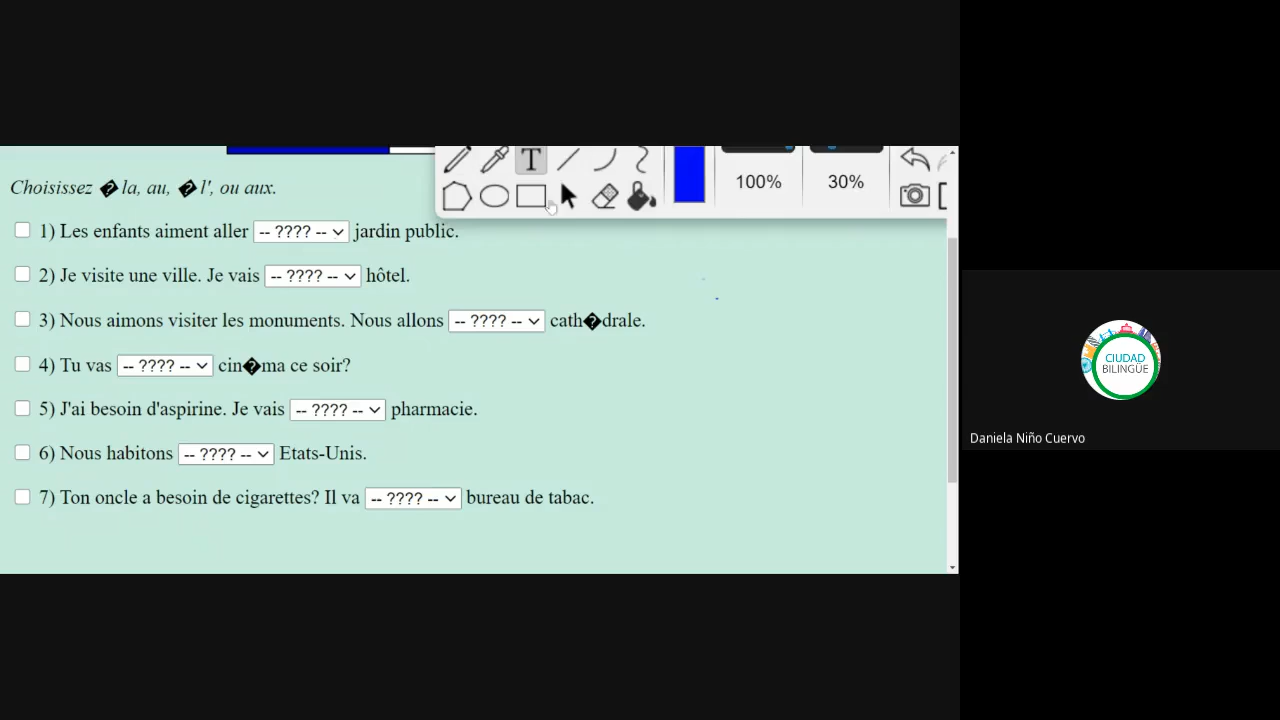 Choisissez � la, au, � l', ou aux.
100%
30%
1) Les enfants aiment aller -- ???? -- jardin public.
2) Je visite une ville. Je vais -- ???? -- hôtel.
3) Nous aimons visiter les monuments. Nous allons -- ???? -- cath�drale.
4) Tu vas -- ???? -- cin�ma ce soir?
5) J'ai besoin d'aspirine. Je vais -- ???? -- pharmacie.
6) Nous habitons -- ???? -- Etats-Unis.
7) Ton oncle a besoin de cigarettes? Il va -- ???? -- bureau de tabac.
T
CIUDAD
BILINGÜE
Daniela Niño Cuervo